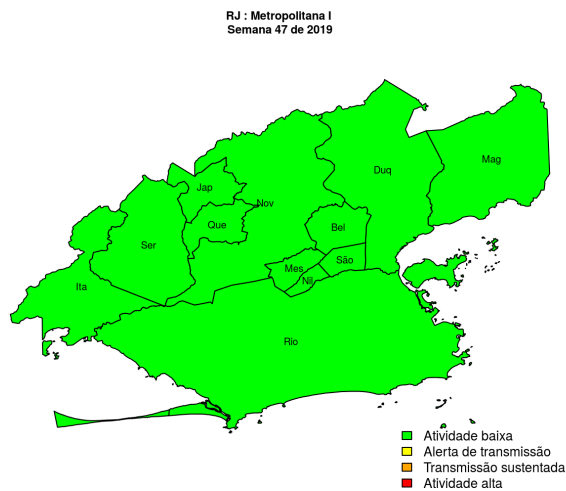 RJ : Metropolitana I
Semana 47 de 2019
Mag
Duq
Jap
Nov
Que
Bel
Ser
São
Mes
Nil
Ita
Rio
Atividade baixa
Alerta de transmissão
Transmissão sustentada
Atividade alta